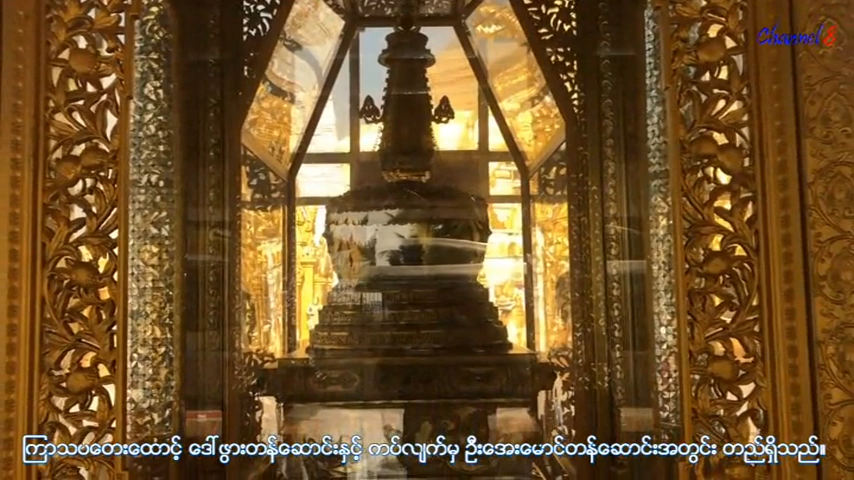 Channel 8
ကြာသပတေးထောင့် ဒေါ်ဖွားတန်ဆောင်းနှင့် ကပ်လျက်မှ ဦးအေးမောင်တန်ဆောင်းအတွင်း တည်ရှိသည်။